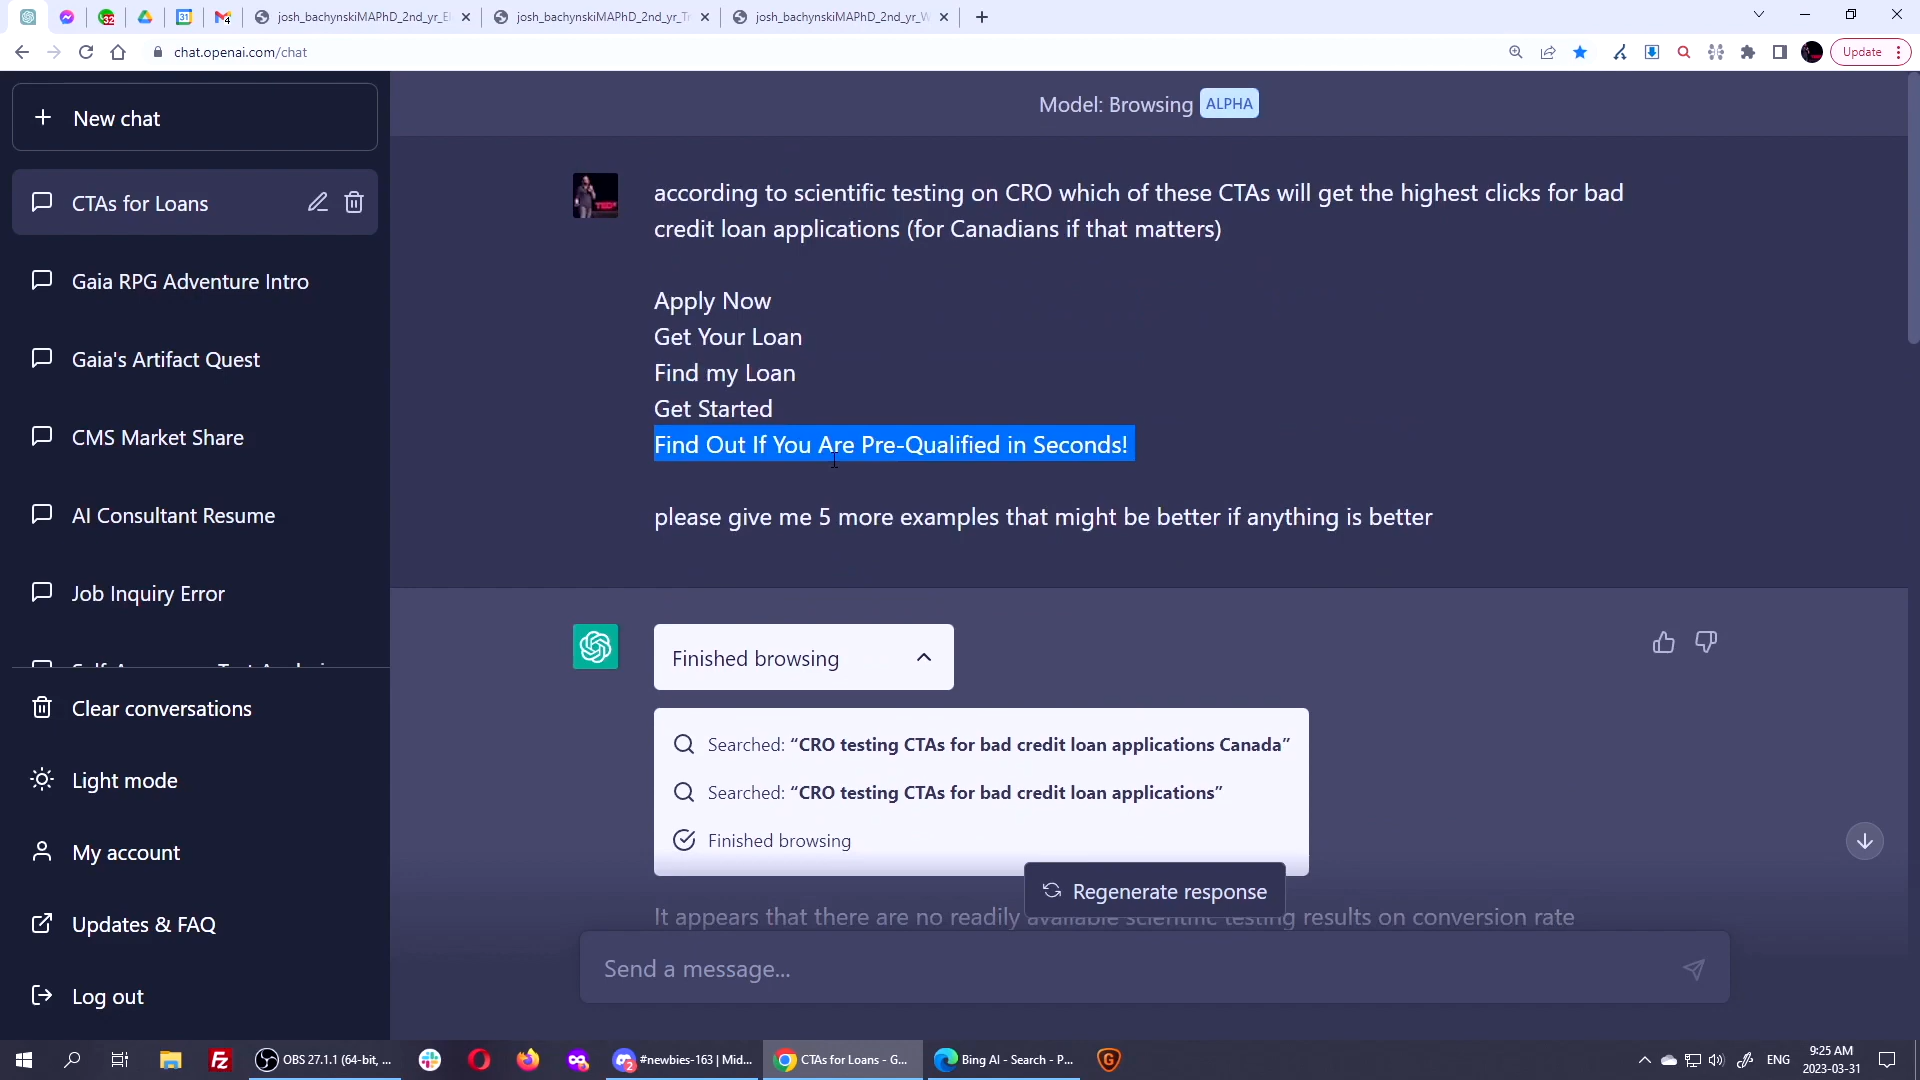 josh_bachynskiMAPhD_2nd_yr_El
josh_bachynskiMAPhD_2nd_yr_Tr
josh_bachynskiMAPhD_2nd_yr_W
chat.openai.com/chat
Update
New chat
CTAs for Loans
Gaia RPG Adventure Intro
Gaia's Artifact Quest
CMS Market Share
AI Consultant Resume
Job Inquiry Error
Clear conversations
Light mode
My account
Updates & FAQ
Log out
Model: Browsing ALPHA
according to scientific testing on CRO which of these CTAs will get the highest clicks for bad
credit loan applications (for Canadians if that matters)
Apply Now
Get Your Loan
Find my Loan
Get Started
Find Out If You Are Pre-Qualified in Seconds!
please give me 5 more examples that might be better if anything is better
Finished browsing
Searched: “CRO testing CTAs for bad credit loan applications Canada”
Searched: “CRO testing CTAs for bad credit loan applications”
Finished browsing
Regenerate response
It appears that there are no readily available scientific testing results on conversion rate
Send a message...
OBS 27.1.1 (64-bit, ...
#newbies-163 | Mid...
CTAs for Loans - G...
Bing AI - Search - P...
ENG
9:25 AM
2023-03-31